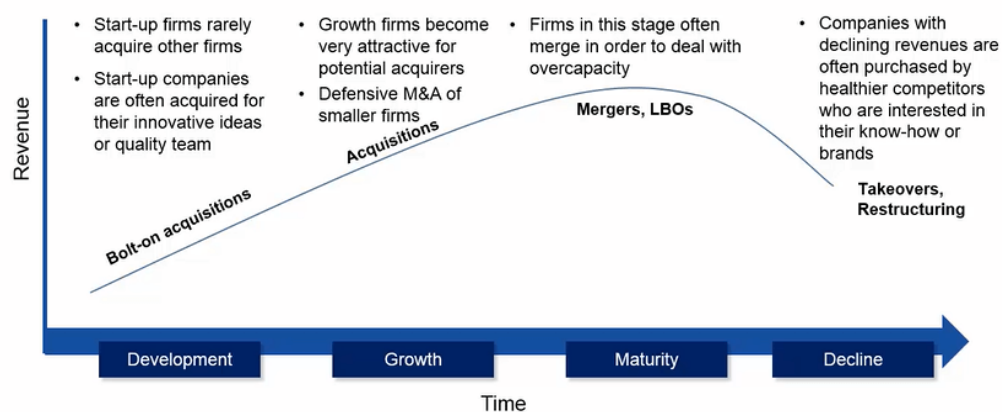 • Start-up firms rarely
acquire other firms
• Start-up companies
are often acquired for
their innovative ideas
or quality team
• Growth firms become
very attractive for
potential acquirers
• Defensive M&A of
smaller firms
• Firms in this stage often
merge in order to deal with
overcapacity
• Companies with
declining revenues are
often purchased by
healthier competitors
who are interested in
their know-how or
brands
Revenue
Bolt-on acquisitions
Acquisitions
Mergers, LBOs
Takeovers,
Restructuring
Development
Growth
Maturity
Decline
Time